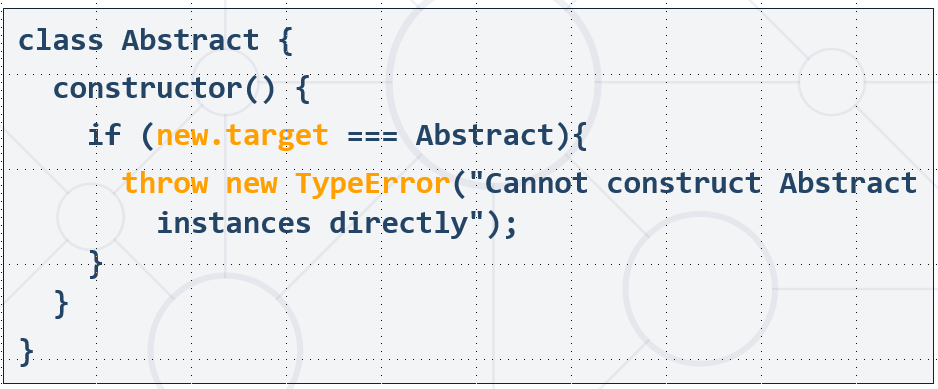 class Abstract {
constructor() {
if (new.target === Abstract){
throw new TypeError("Cannot construct Abstract
instances directly");
}
}
}